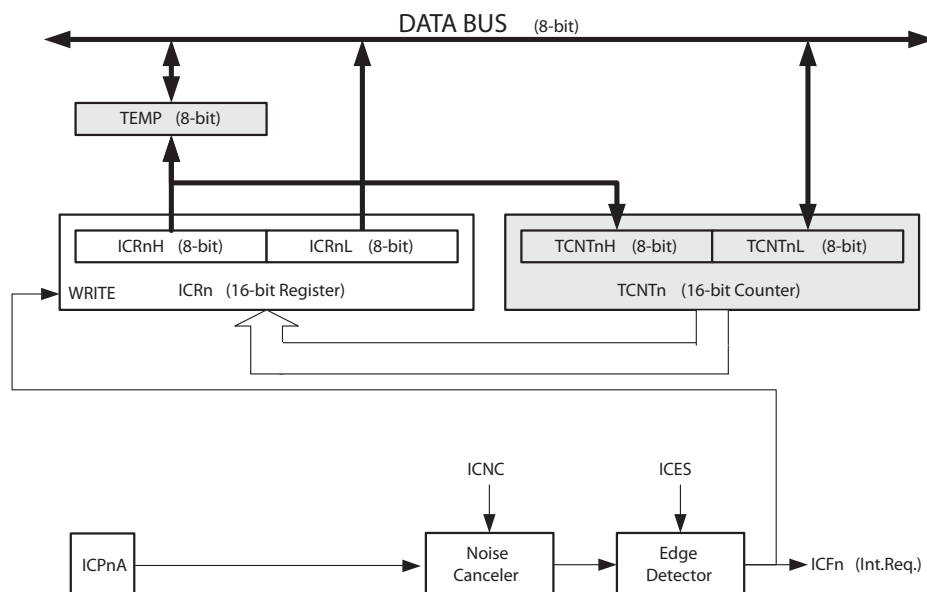 DATA BUS (8-bit)
TEMP (8-bit)
ICRnH (8-bit)
ICRnL (8-bit)
TCNTnH (8-bit)
TCNTnL (8-bit)
WRITE
ICRn (16-bit Register)
TCNTn (16-bit Counter)
ICNC
ICES
ICPnA
Noise
Canceler
Edge
Detector
ICFn (Int.Req.)